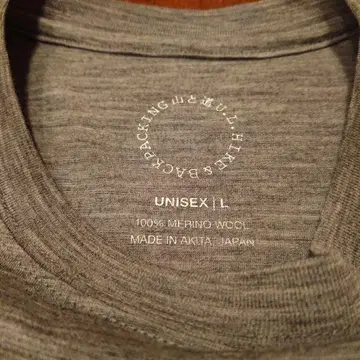 山と道 U.L. HIKE & BACKPACKING
UNISEX | L
100% MERINO WOOL
MADE IN AKITA, JAPAN